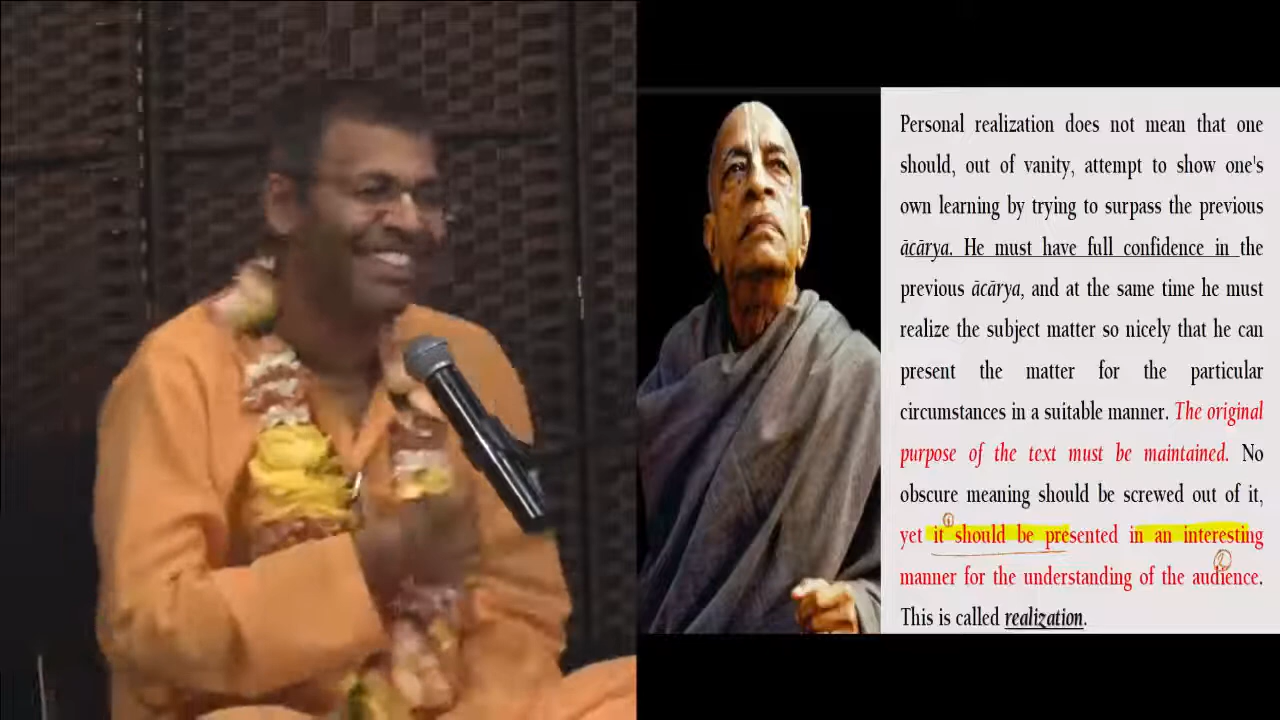 Personal realization does not mean that one
should, out of vanity, attempt to show one's
own learning by trying to surpass the previous
ācārya. He must have full confidence in the
previous ācārya, and at the same time he must
realize the subject matter so nicely that he can
present the matter for the particular
circumstances in a suitable manner. The original
purpose of the text must be maintained. No
obscure meaning should be screwed out of it,
yet it should be presented in an interesting
manner for the understanding of the audience.
This is called realization.